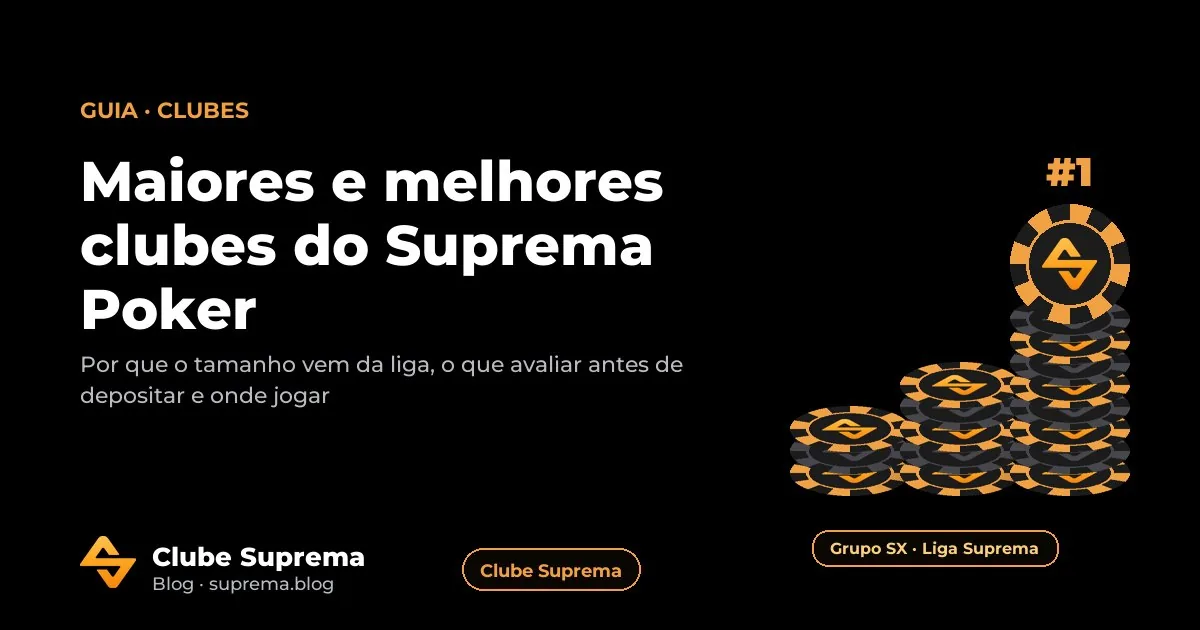 GUIA · CLUBES
Maiores e melhores
clubes do Suprema
Poker
Por que o tamanho vem da liga, o que avaliar antes de
depositar e onde jogar
#1
Clube Suprema
Blog · suprema.blog
Clube Suprema
Grupo SX · Liga Suprema